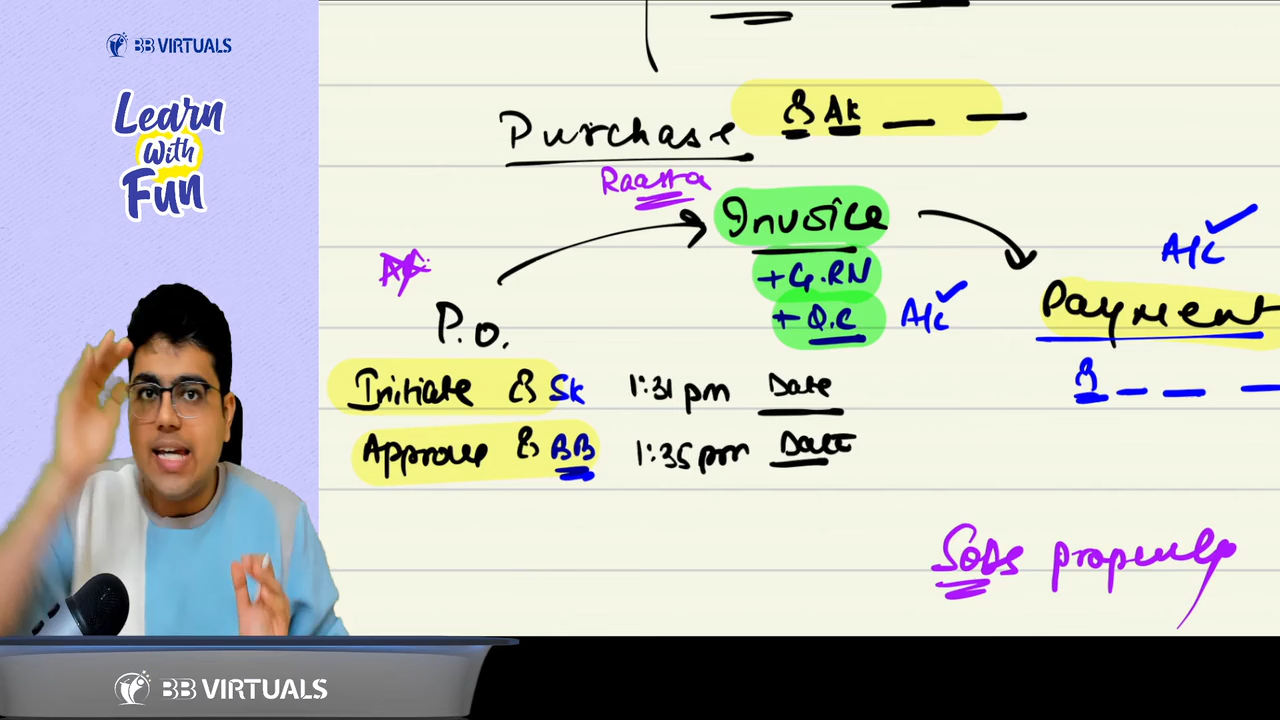 BB VIRTUALS
Learn
With
Fun
Purchase AK
Raasta
Invoice
A/C
+ G.RN
P.O.
+ Q.C A/C
Payment
Initiate SK 1:31 pm Date
Approve BB 1:35 pm Date
SODs properly
BB VIRTUALS